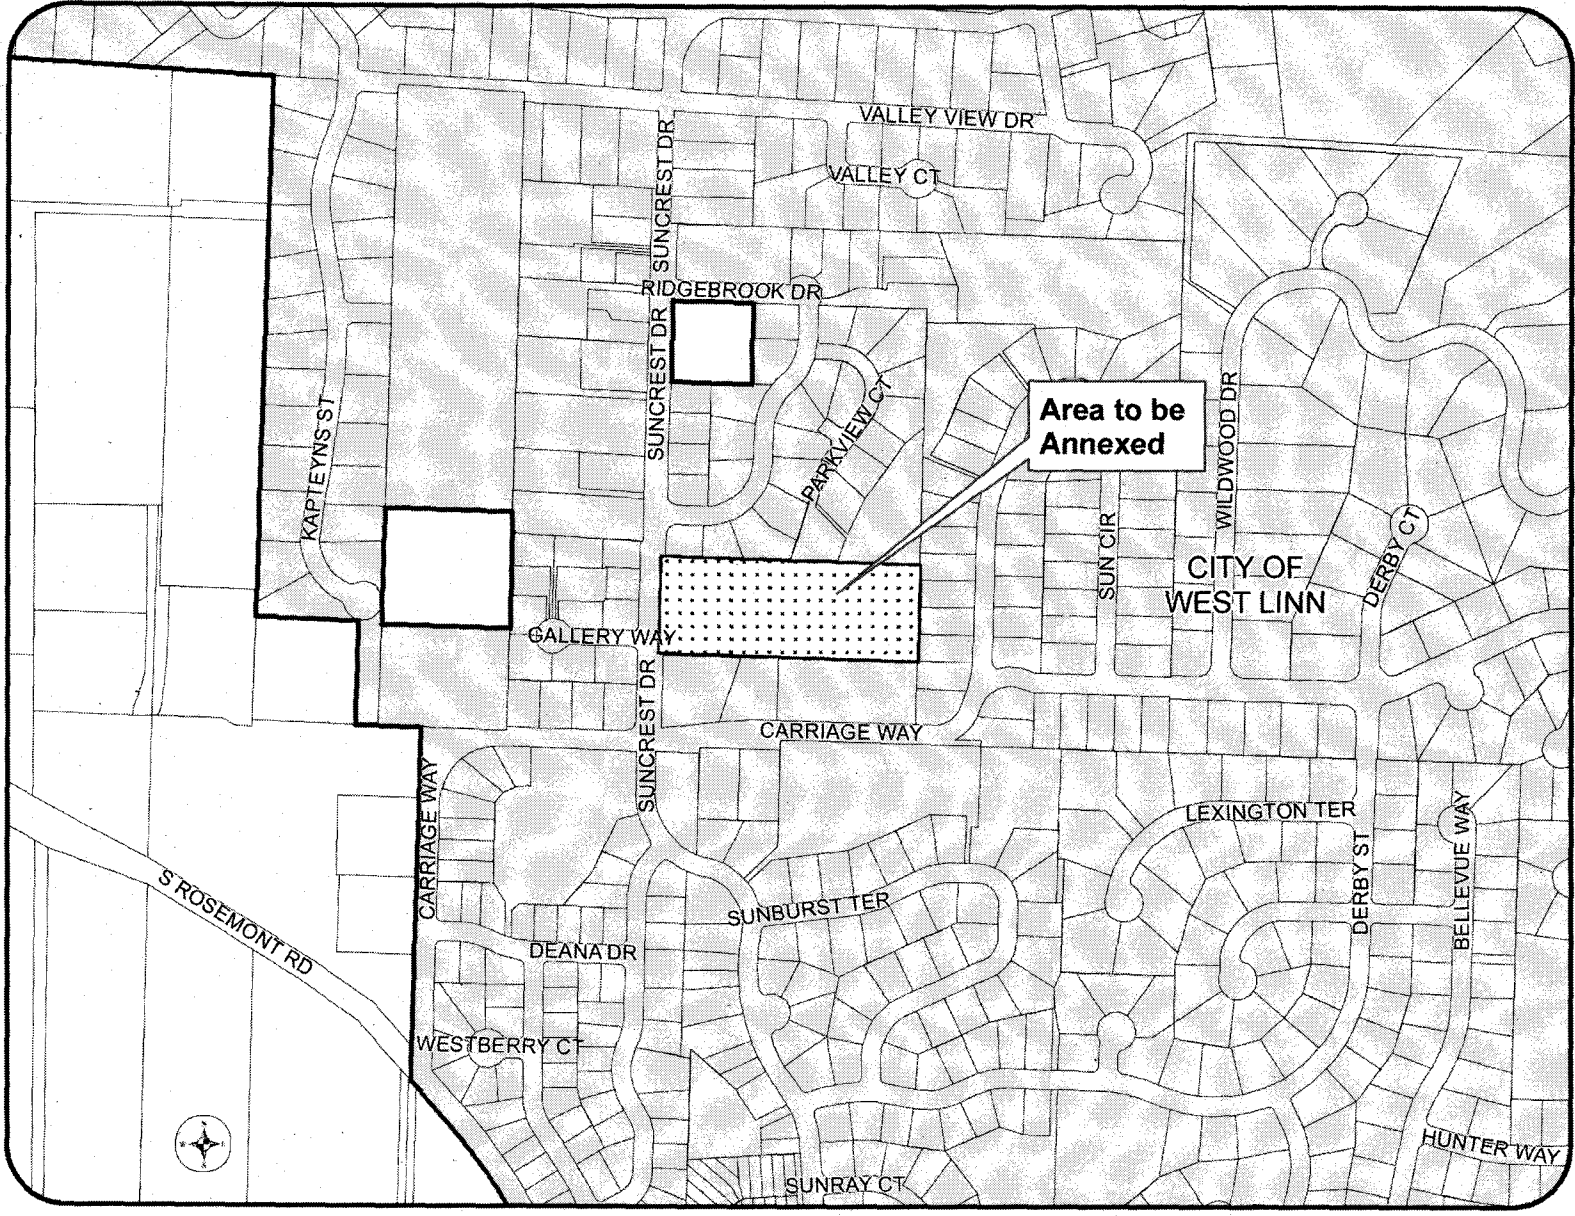 VALLEY VIEW DR
SUNCREST DR
VALLEY CT
RIDGEBROOK DR
SUNCREST DR
PARKVIEW CT
Area to be
Annexed
WILDWOOD DR
KAPTEYNS ST
SUN CIR
DERBY CT
CITY OF
WEST LINN
GALLERY WAY
SUNCREST DR
CARRIAGE WAY
CARRIAGE WAY
LEXINGTON TER
DERBY ST
BELLEVUE WAY
S ROSEMONT RD
SUNBURST TER
DEANA DR
WESTBERRY CT
HUNTER WAY
SUNRAY CT